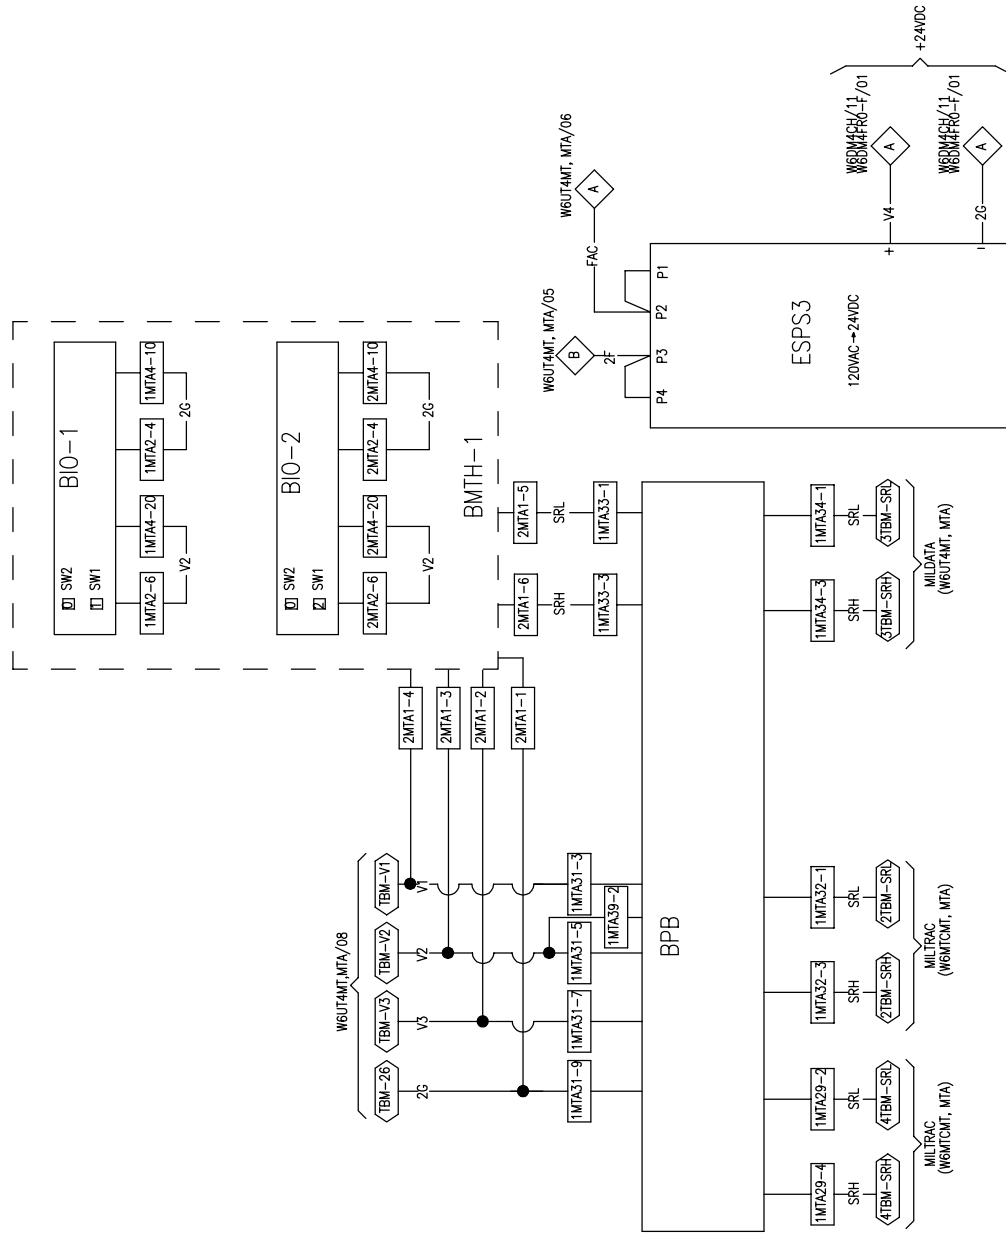 BIO-1
SW2
0
SW1
1
1MTA2-6
1MTA4-20
1MTA2-4
1MTA4-10
V2
2G
BIO-2
SW2
0
SW1
2
2MTA2-6
2MTA4-20
2MTA2-4
2MTA4-10
V2
2G
BMTH-1
2MTA1-4
2MTA1-3
2MTA1-2
2MTA1-1
2MTA1-6
2MTA1-5
SRH
SRL
1MTA33-3
1MTA33-1
W6UT4MT,MTA/08
TBM-26
TBM-V3
TBM-V2
TBM-V1
2G
V3
V2
V1
1MTA31-9
1MTA31-7
1MTA31-5
1MTA31-3
1MTA39-2
BPB
1MTA29-4
1MTA29-2
1MTA32-3
1MTA32-1
1MTA34-3
1MTA34-1
SRH
SRL
SRH
SRL
SRH
SRL
4TBM-SRH
4TBM-SRL
2TBM-SRH
2TBM-SRL
3TBM-SRH
3TBM-SRL
MILTRAC
(W6MTCMT, MTA)
MILTRAC
(W6MTCMT, MTA)
MILDATA
(W6UT4MT, MTA)
W6UT4MT, MTA/05
B
2F
W6UT4MT, MTA/06
A
FAC
P4
P3
P2
P1
ESPS3
120VAC→24VDC
+
-
V4
2G
A
A
W6DM4CH/11
W6DM4FR0-F/01
W6DM4CH/11
W6DM4FR0-F/01
+24VDC